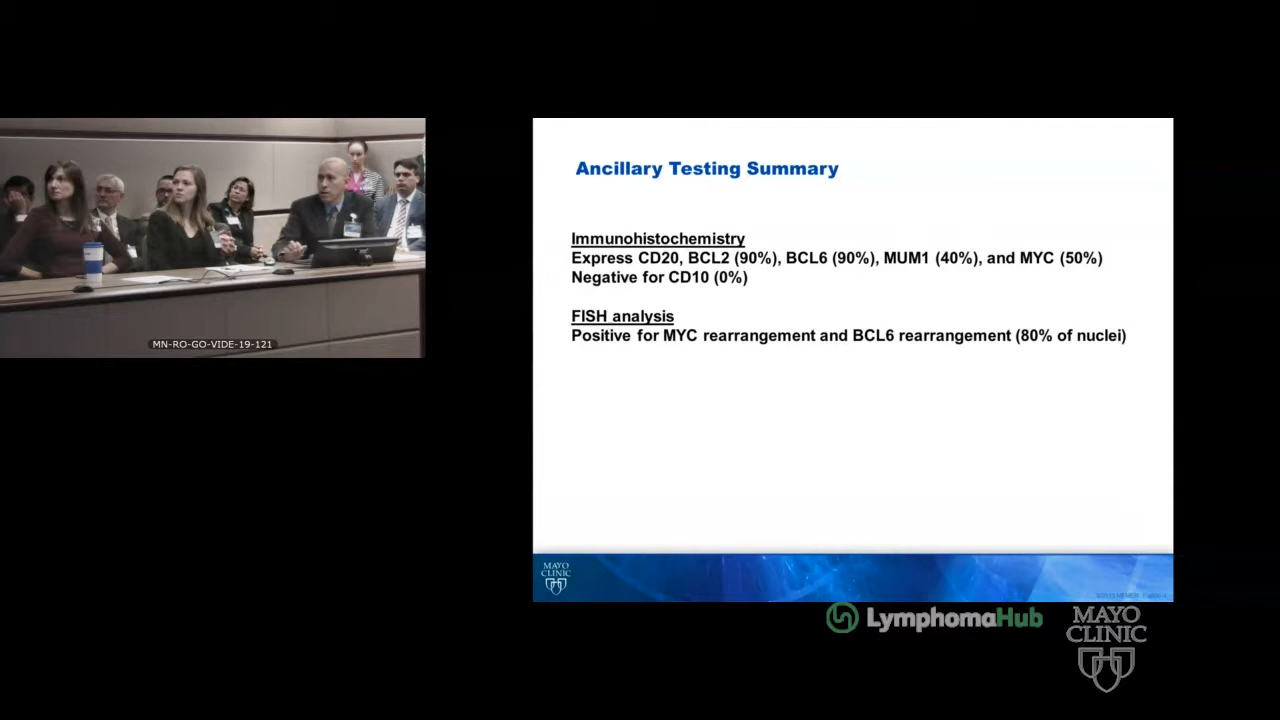 Ancillary Testing Summary
Immunohistochemistry
Express CD20, BCL2 (90%), BCL6 (90%), MUM1 (40%), and MYC (50%)
Negative for CD10 (0%)
FISH analysis
Positive for MYC rearrangement and BCL6 rearrangement (80% of nuclei)
MN-RO-GO-VIDE-19-121
MAYO
CLINIC
LymphomaHub
MAYO
CLINIC